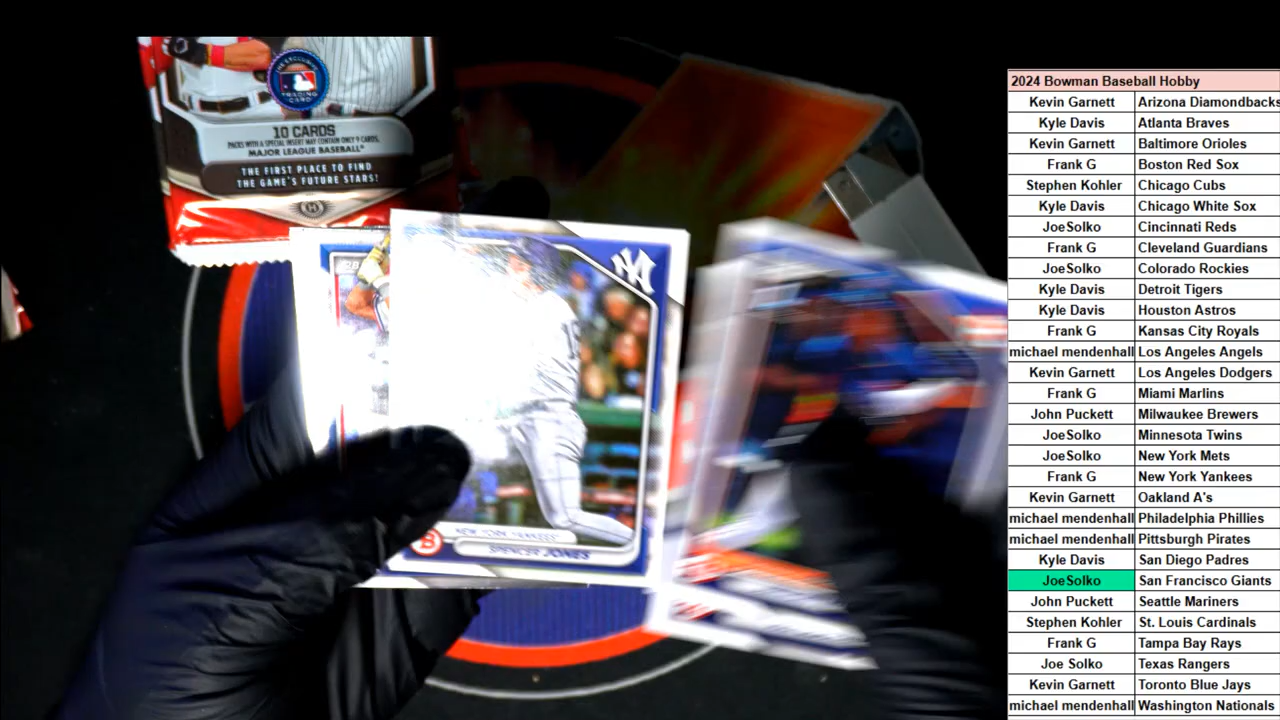 THE EXCLUSIVE
TRADING CARD
10 CARDS
PACKS WITH A SPECIAL INSERT MAY CONTAIN ONLY 9 CARDS.
MAJOR LEAGUE BASEBALL®
THE FIRST PLACE TO FIND
THE GAME'S FUTURE STARS!
NY
NEW YORK YANKEES®
B SPENCER JONES
2024 Bowman Baseball Hobby
Kevin Garnett Arizona Diamondbacks
Kyle Davis Atlanta Braves
Kevin Garnett Baltimore Orioles
Frank G Boston Red Sox
Stephen Kohler Chicago Cubs
Kyle Davis Chicago White Sox
JoeSolko Cincinnati Reds
Frank G Cleveland Guardians
JoeSolko Colorado Rockies
Kyle Davis Detroit Tigers
Kyle Davis Houston Astros
Frank G Kansas City Royals
michael mendenhall Los Angeles Angels
Kevin Garnett Los Angeles Dodgers
Frank G Miami Marlins
John Puckett Milwaukee Brewers
JoeSolko Minnesota Twins
JoeSolko New York Mets
Frank G New York Yankees
Kevin Garnett Oakland A's
michael mendenhall Philadelphia Phillies
michael mendenhall Pittsburgh Pirates
Kyle Davis San Diego Padres
JoeSolko San Francisco Giants
John Puckett Seattle Mariners
Stephen Kohler St. Louis Cardinals
Frank G Tampa Bay Rays
Joe Solko Texas Rangers
Kevin Garnett Toronto Blue Jays
michael mendenhall Washington Nationals